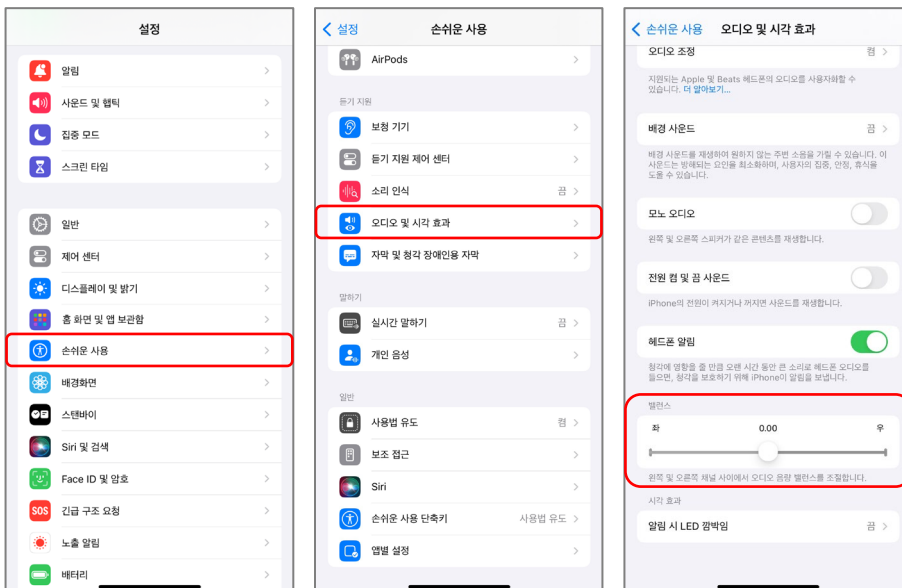 설정
알림
사운드 및 햅틱
집중 모드
스크린 타임
일반
제어 센터
디스플레이 및 밝기
홈 화면 및 앱 보관함
손쉬운 사용
배경화면
스탠바이
Siri 및 검색
Face ID 및 암호
SOS 긴급 구조 요청
노출 알림
배터리
설정 손쉬운 사용
AirPods
듣기 지원
보청 기기
듣기 지원 제어 센터
소리 인식 끔
오디오 및 시각 효과
자막 및 청각 장애인용 자막
말하기
실시간 말하기 끔
개인 음성
일반
사용법 유도 켬
보조 접근
Siri
손쉬운 사용 단축키 사용법 유도
앱별 설정
손쉬운 사용 오디오 및 시각 효과
오디오 조정 켬
지원되는 Apple 및 Beats 헤드폰의 오디오를 사용자화할 수
있습니다. 더 알아보기...
배경 사운드 끔
배경 사운드를 재생하여 원하지 않는 주변 소음을 가릴 수 있습니다. 이
사운드는 방해되는 요인을 최소화하며, 사용자의 집중, 안정, 휴식을
도울 수 있습니다.
모노 오디오
왼쪽 및 오른쪽 스피커가 같은 콘텐츠를 재생합니다.
전원 켬 및 끔 사운드
iPhone의 전원이 켜지거나 꺼지면 사운드를 재생합니다.
헤드폰 알림
청각에 영향을 줄 만큼 오랜 시간 동안 큰 소리로 헤드폰 오디오를
들으면, 청각을 보호하기 위해 iPhone이 알림을 보냅니다.
밸런스
좌 0.00 우
왼쪽 및 오른쪽 채널 사이에서 오디오 음량 밸런스를 조절합니다.
시각 효과
알림 시 LED 깜박임 끔